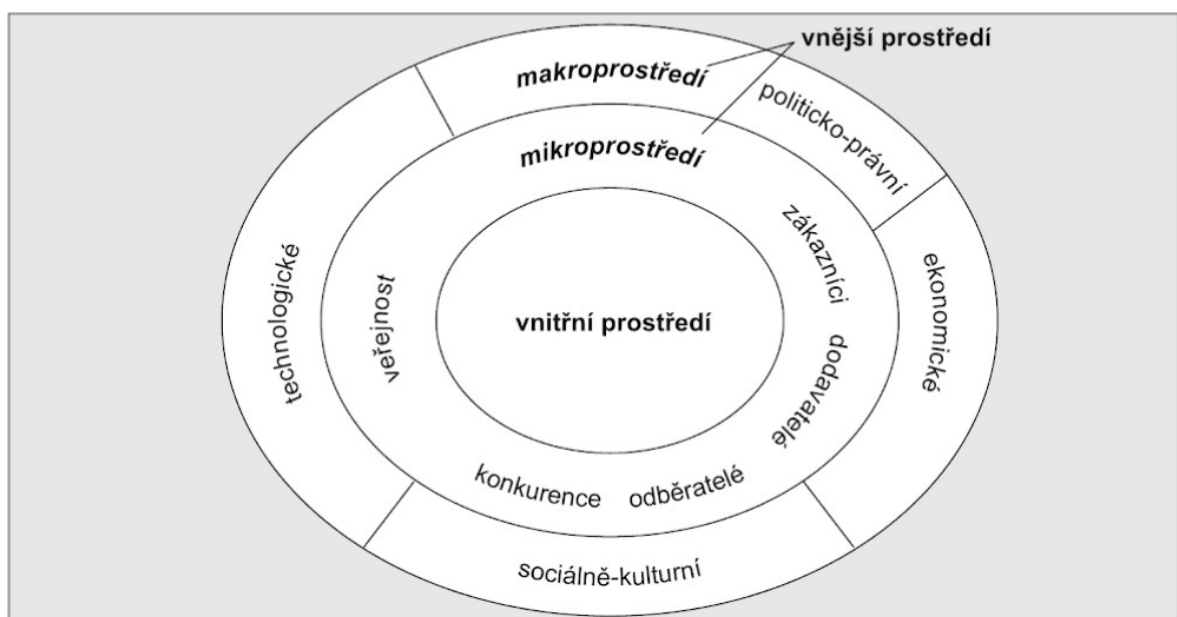 vnější prostředí
makroprostředí
politicko-právní
mikroprostředí
zákazníci
technologické
veřejnost
vnitřní prostředí
ekonomické
dodavatelé
konkurence
odběratelé
sociálně-kulturní